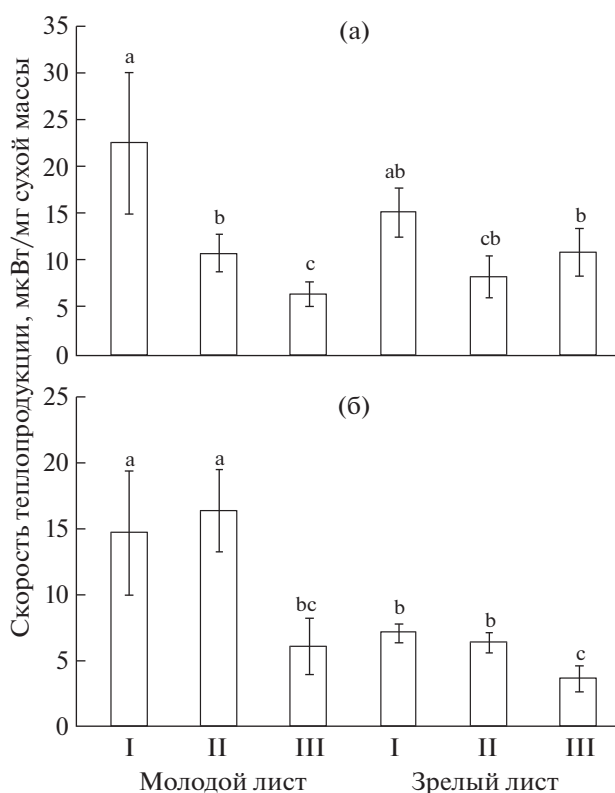 Скорость теплопродукции, мкВт/мг сухой массы
(а)
35
30
25
20
15
10
5
0
a
b
c
ab
cb
b
(б)
25
20
15
10
5
0
a
a
bc
b
b
c
I II III I II III
Молодой лист Зрелый лист